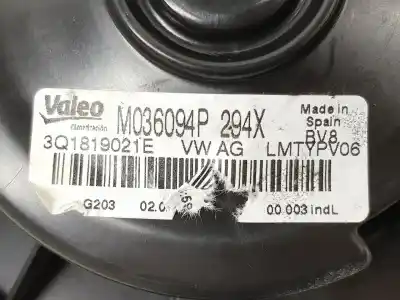 Valeo M036094P 294X Made in
Climatización Spain
3Q1819021E VW AG LMTYPV06 BV8
G203 02.0 00 003 indL